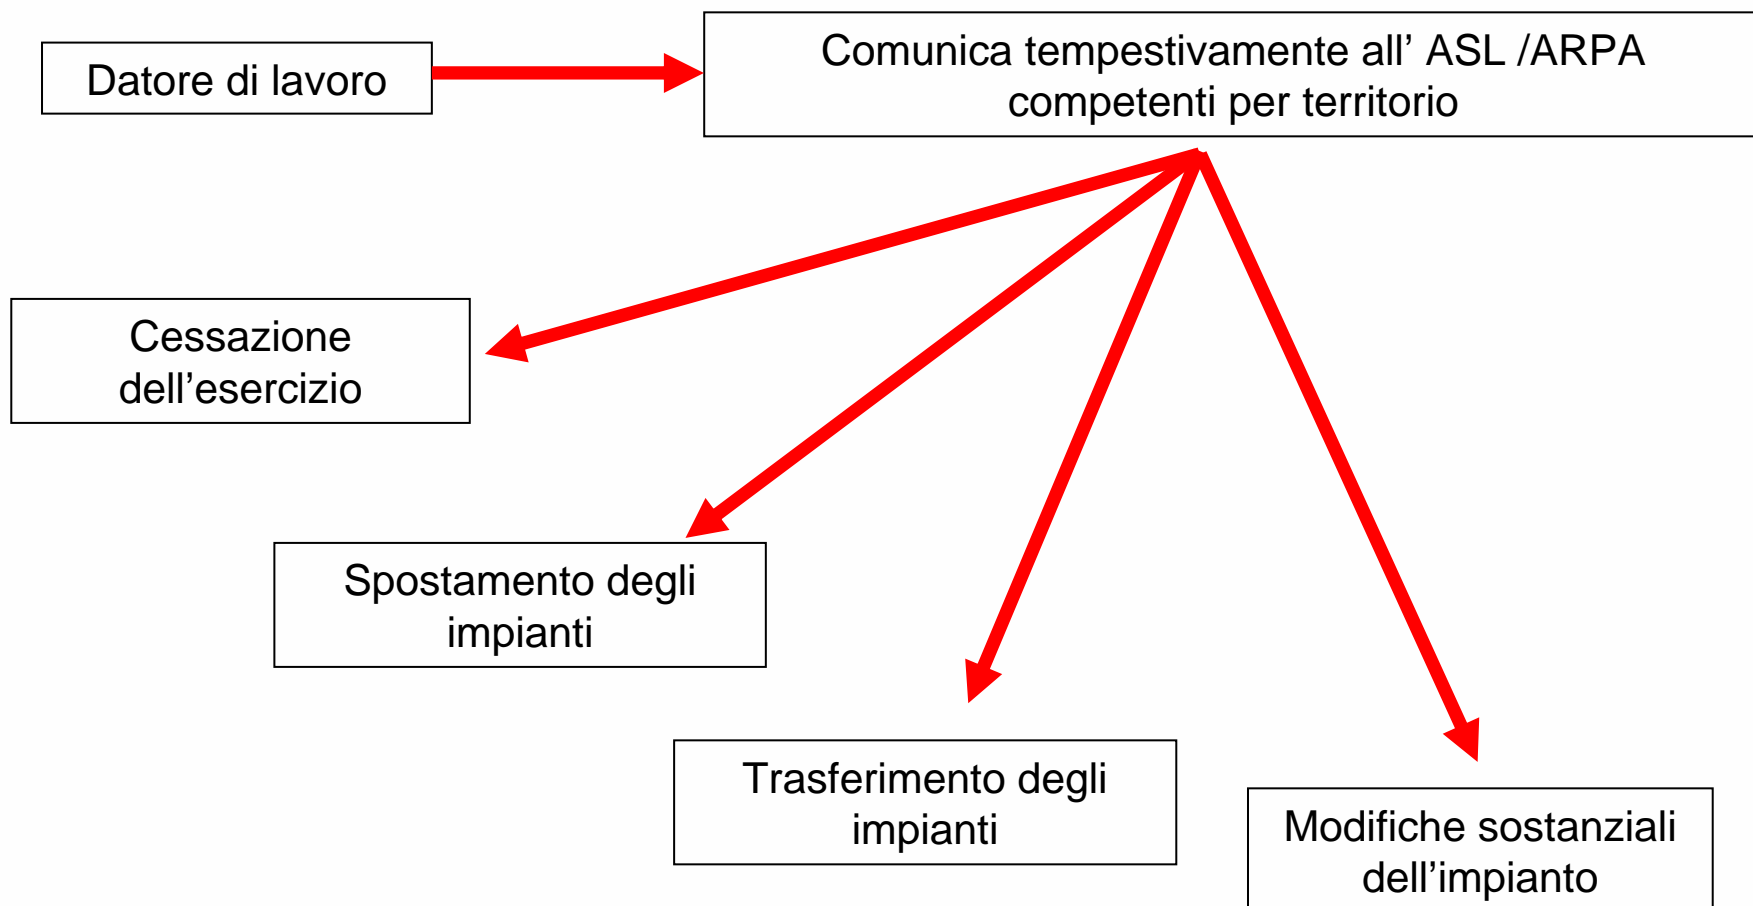 Datore di lavoro
Comunica tempestivamente all' ASL /ARPA
competenti per territorio
Cessazione
dell’esercizio
Spostamento degli
impianti
Trasferimento degli
impianti
Modifiche sostanziali
dell’impianto